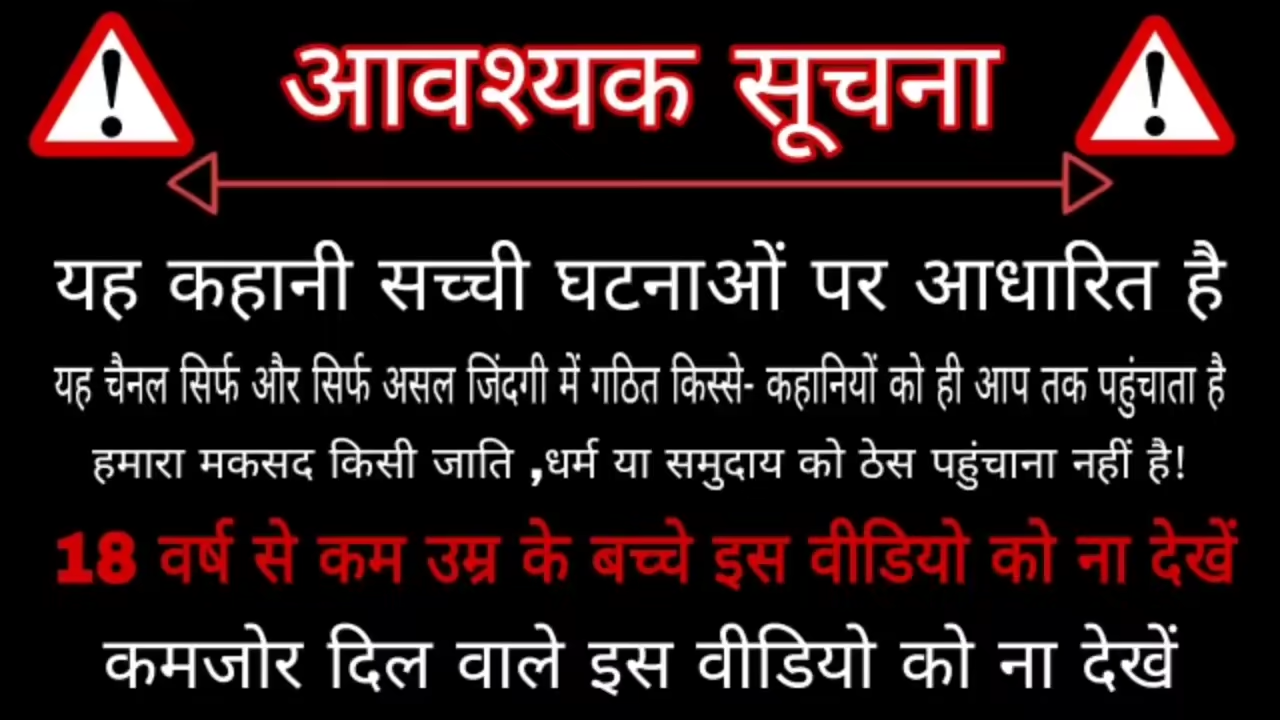 आवश्यक सूचना
यह कहानी सच्ची घटनाओं पर आधारित है
यह चैनल सिर्फ और सिर्फ असल जिंदगी में गठित किस्से- कहानियों को ही आप तक पहुंचाता है
हमारा मकसद किसी जाति ,धर्म या समुदाय को ठेस पहुंचाना नहीं है!
18 वर्ष से कम उम्र के बच्चे इस वीडियो को ना देखें
कमजोर दिल वाले इस वीडियो को ना देखें